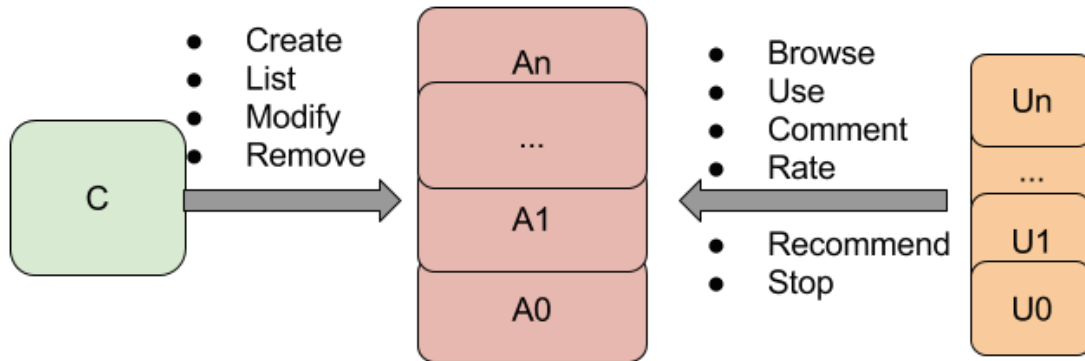 C
● Create
● List
● Modify
● Remove
An
...
A1
A0
● Browse
● Use
● Comment
● Rate
● Recommend
● Stop
Un
...
U1
U0